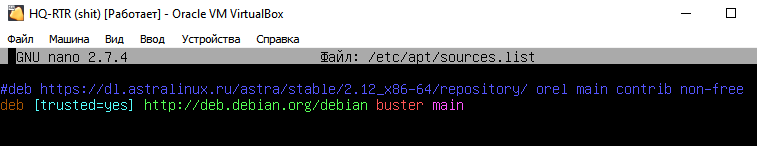 HQ-RTR (shit) [Работает] - Oracle VM VirtualBox
Файл Машина Вид Ввод Устройства Справка
GNU nano 2.7.4 Файл: /etc/apt/sources.list
#deb https://dl.astralinux.ru/astra/stable/2.12_x86-64/repository/ orel main contrib non-free
deb [trusted=yes] http://deb.debian.org/debian buster main